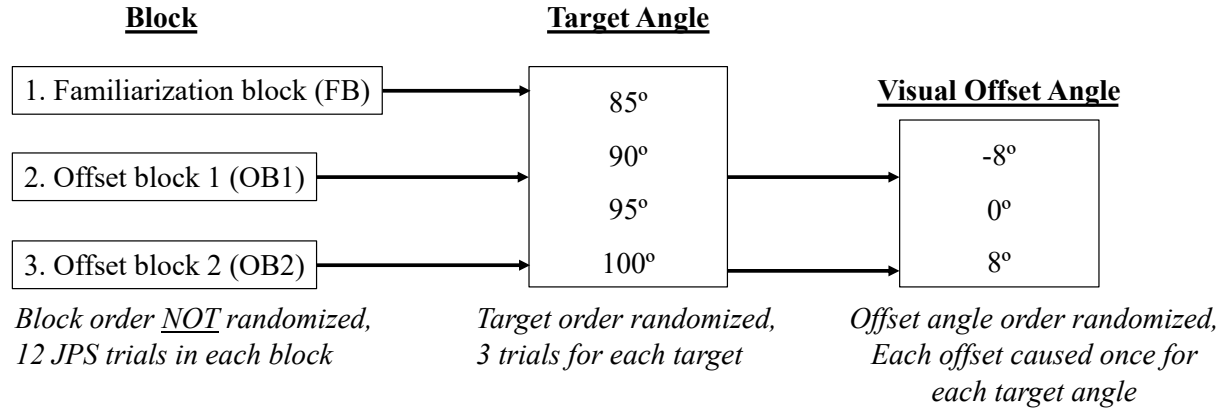 Block
Target Angle
1. Familiarization block (FB)
85º
Visual Offset Angle
90º
-8º
2. Offset block 1 (OB1)
95º
0º
3. Offset block 2 (OB2)
100º
8º
Block order NOT randomized,
12 JPS trials in each block
Target order randomized,
3 trials for each target
Offset angle order randomized,
Each offset caused once for
each target angle